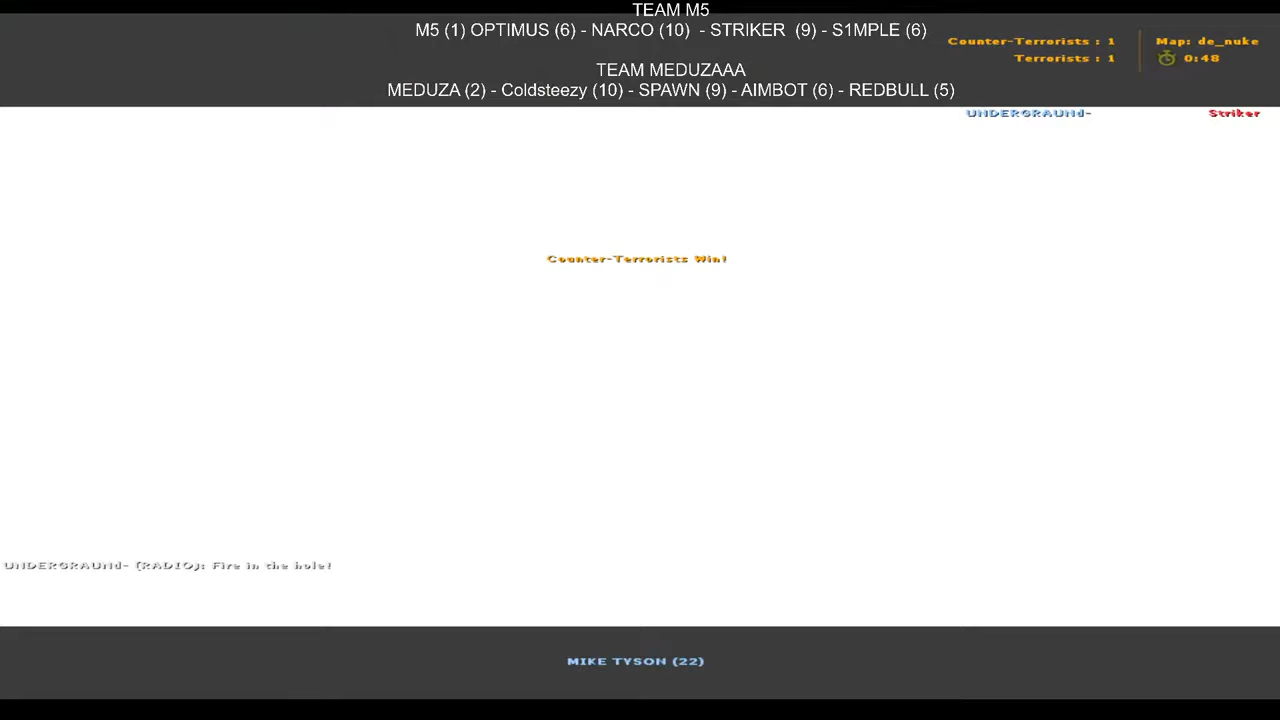 TEAM M5
M5 (1) OPTIMUS (6) - NARCO (10) - STRIKER (9) - S1MPLE (6)
TEAM MEDUZAAA
MEDUZA (2) - Coldsteezy (10) - SPAWN (9) - AIMBOT (6) - REDBULL (5)
Counter-Terrorists : 1
Terrorists : 1
Map: de_nuke
0:48
UNDERGRAUNd- Striker
Counter-Terrorists Win!
UNDERGRAUNd- (RADIO): Fire in the hole!
MIKE TYSON (22)